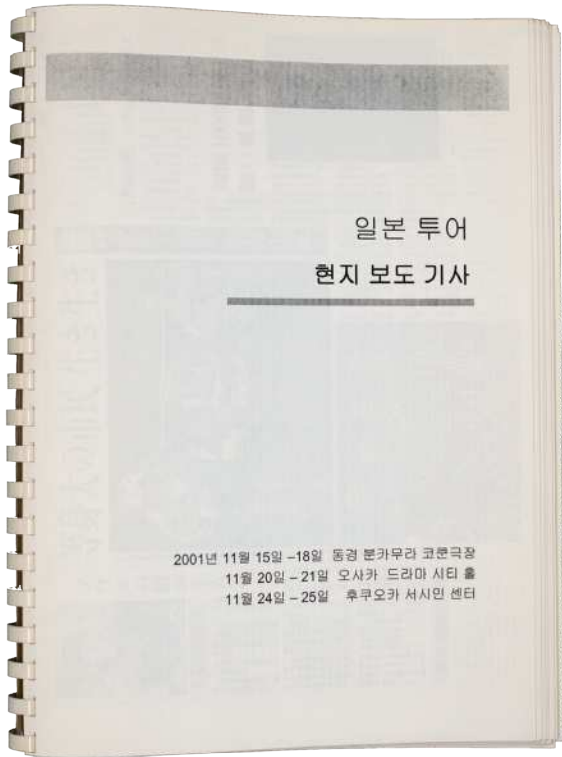 일본 투어
현지 보도 기사
2001년 11월 15일 –18일 동경 분카무라 코쿤극장
11월 20일 – 21일 오사카 드라마 시티 홀
11월 24일 – 25일 후쿠오카 서시민 센터